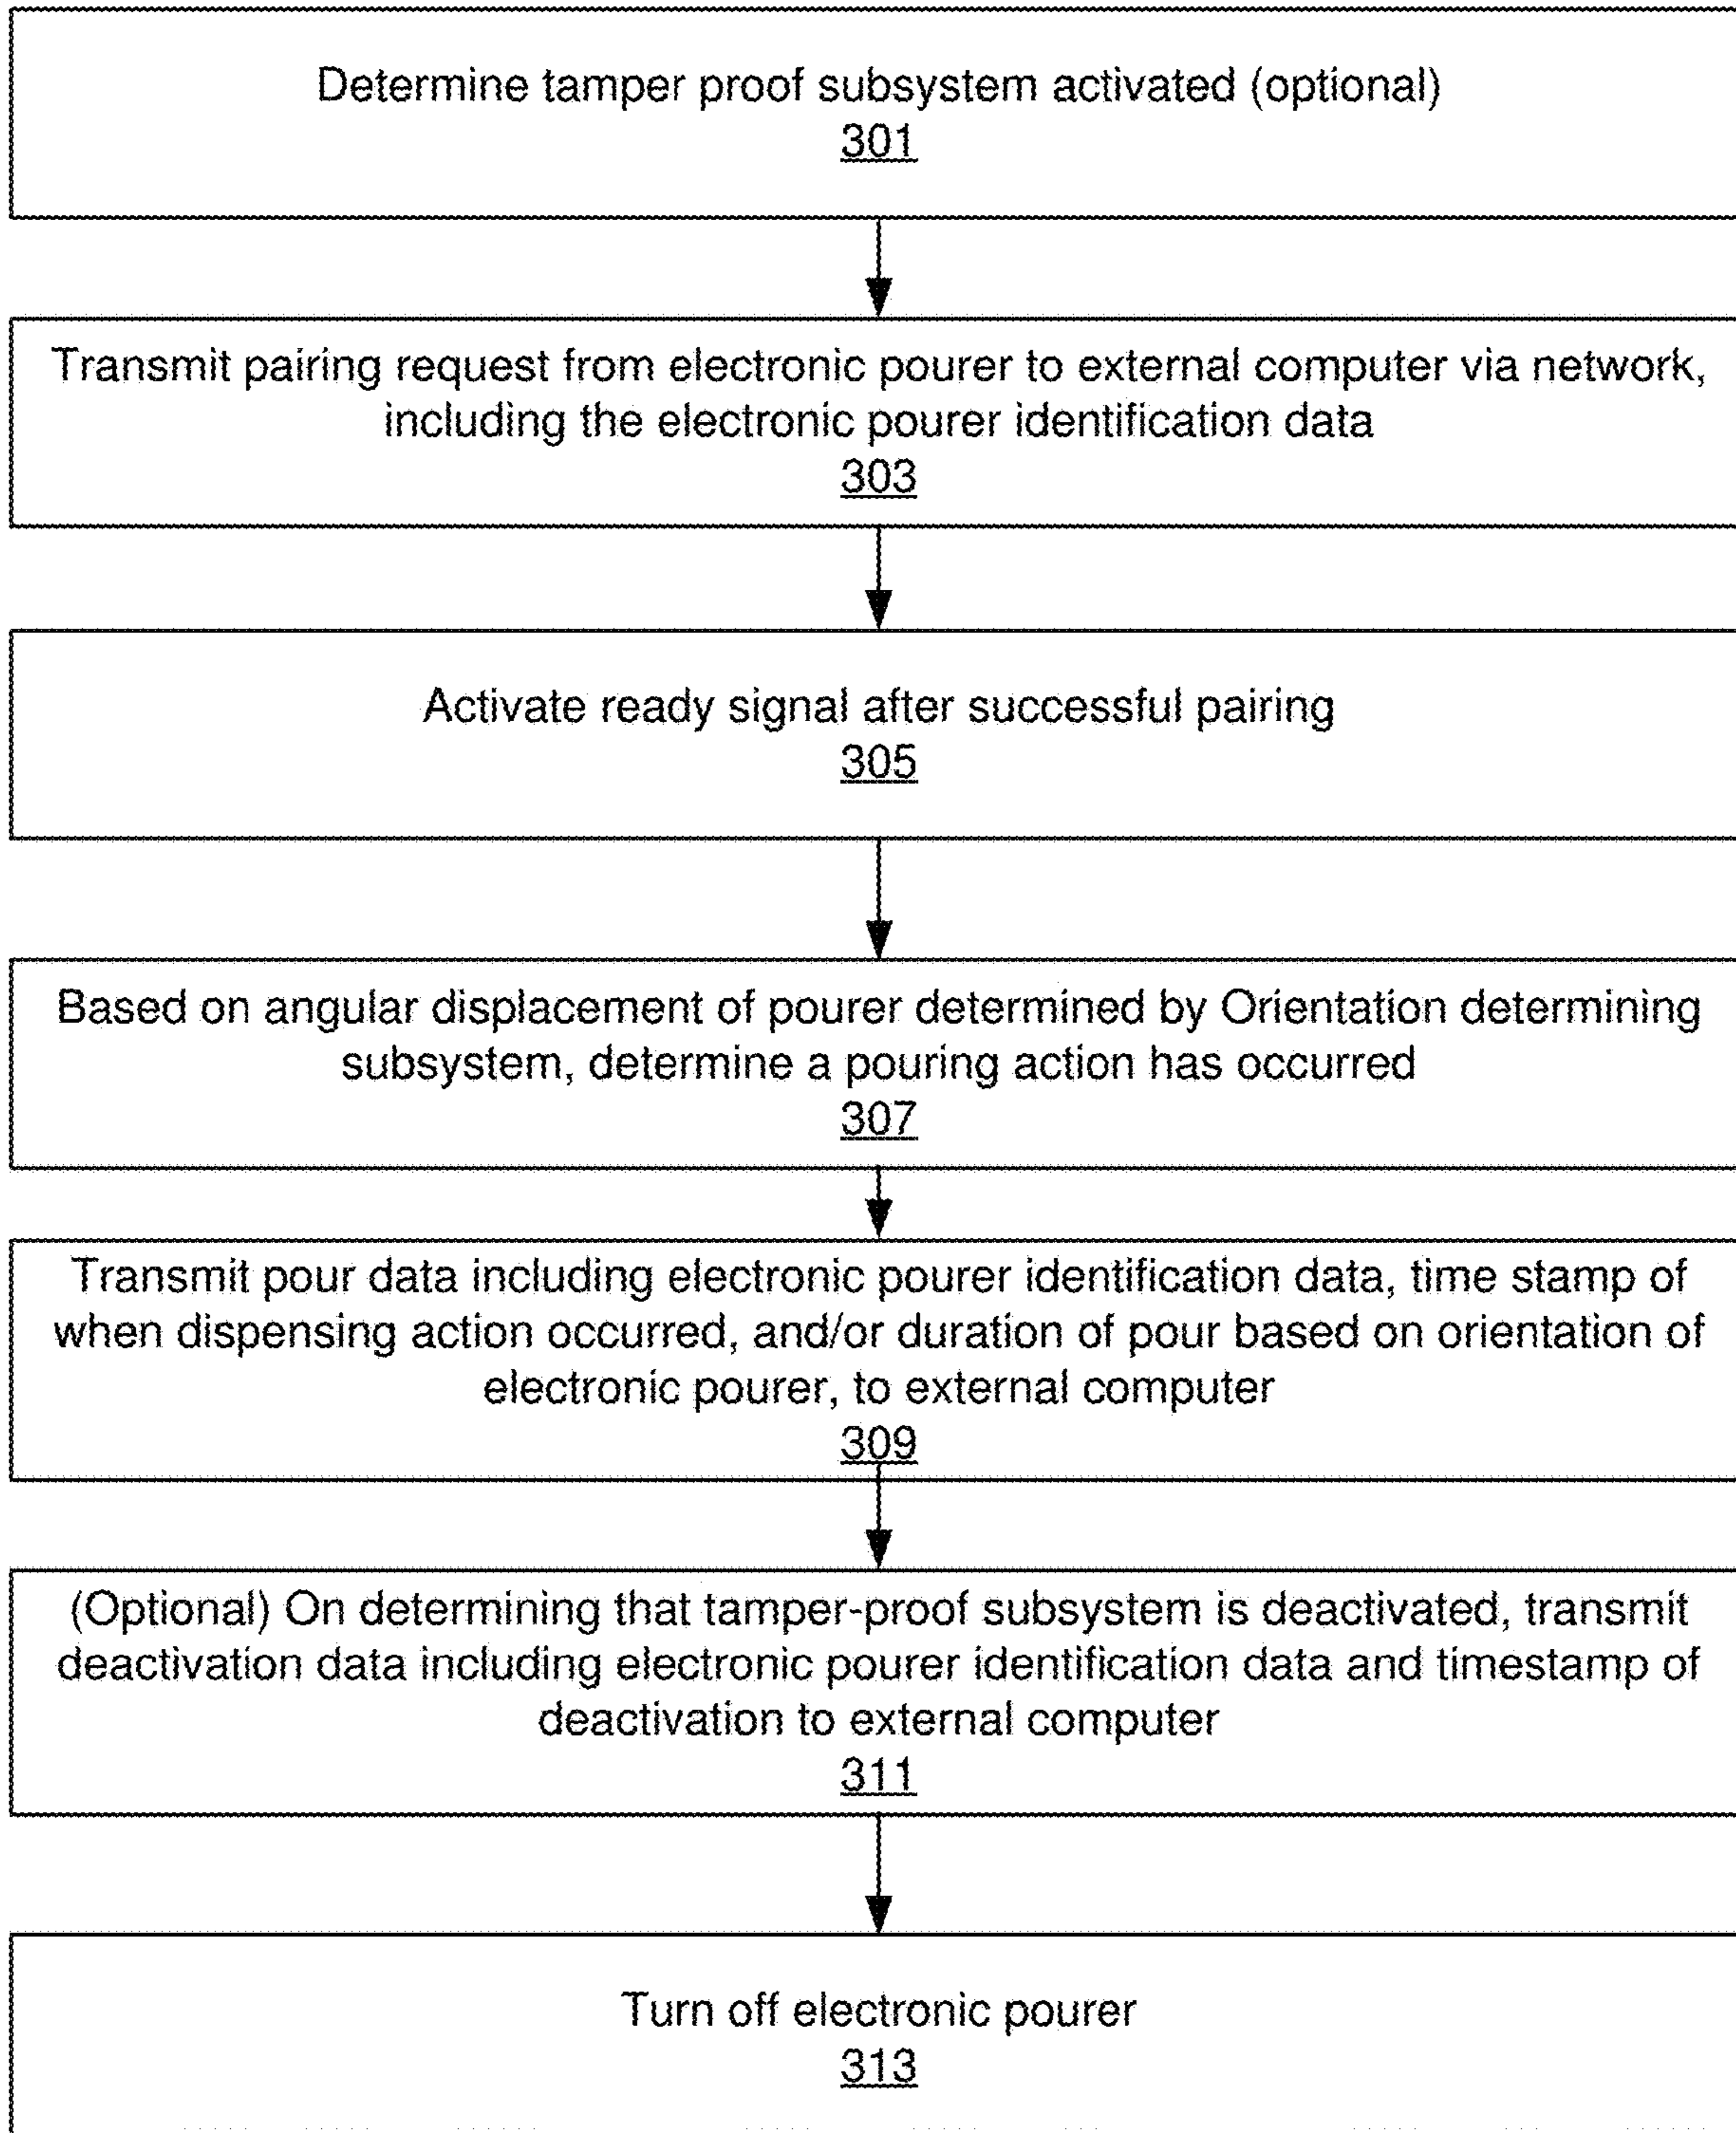 Determine tamper proof subsystem activated (optional)
301
Transmit pairing request from electronic pourer to external computer via network,
including the electronic pourer identification data
303
Activate ready signal after successful pairing
305
Based on angular displacement of pourer determined by Orientation determining
subsystem, determine a pouring action has occurred
307
Transmit pour data including electronic pourer identification data, time stamp of
when dispensing action occurred, and/or duration of pour based on orientation of
electronic pourer, to external computer
309
(Optional) On determining that tamper-proof subsystem is deactivated, transmit
deactivation data including electronic pourer identification data and timestamp of
deactivation to external computer
311
Turn off electronic pourer
313